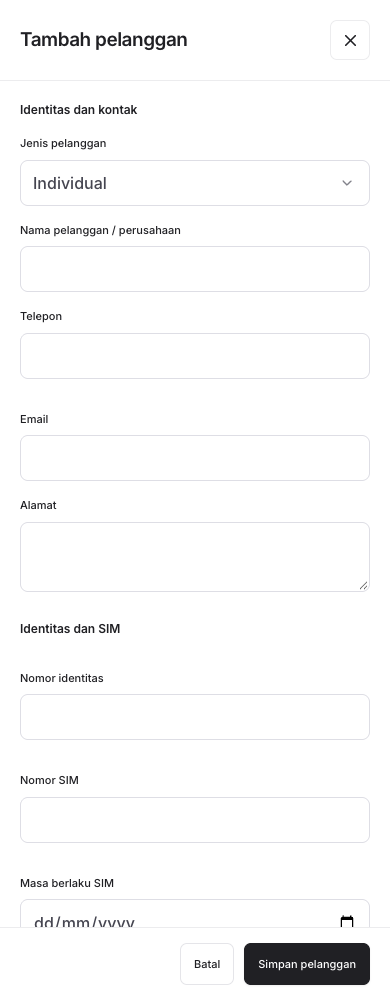 Tambah pelanggan
Identitas dan kontak
Jenis pelanggan
Individual
Nama pelanggan / perusahaan
Telepon
Email
Alamat
Identitas dan SIM
Nomor identitas
Nomor SIM
Masa berlaku SIM
dd/mm/yyyy
Batal
Simpan pelanggan